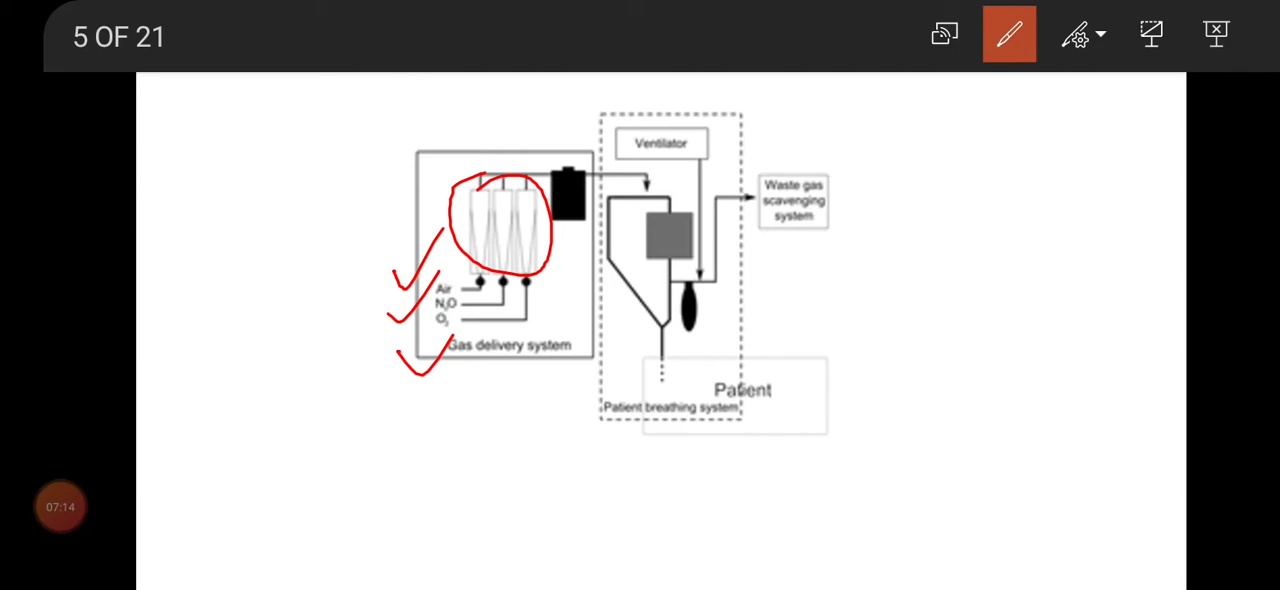 5 OF 21
Ventilator
Waste gas
scavenging
system
Air
N₂O
O₂
Gas delivery system
Patient
Patient breathing system
07:14